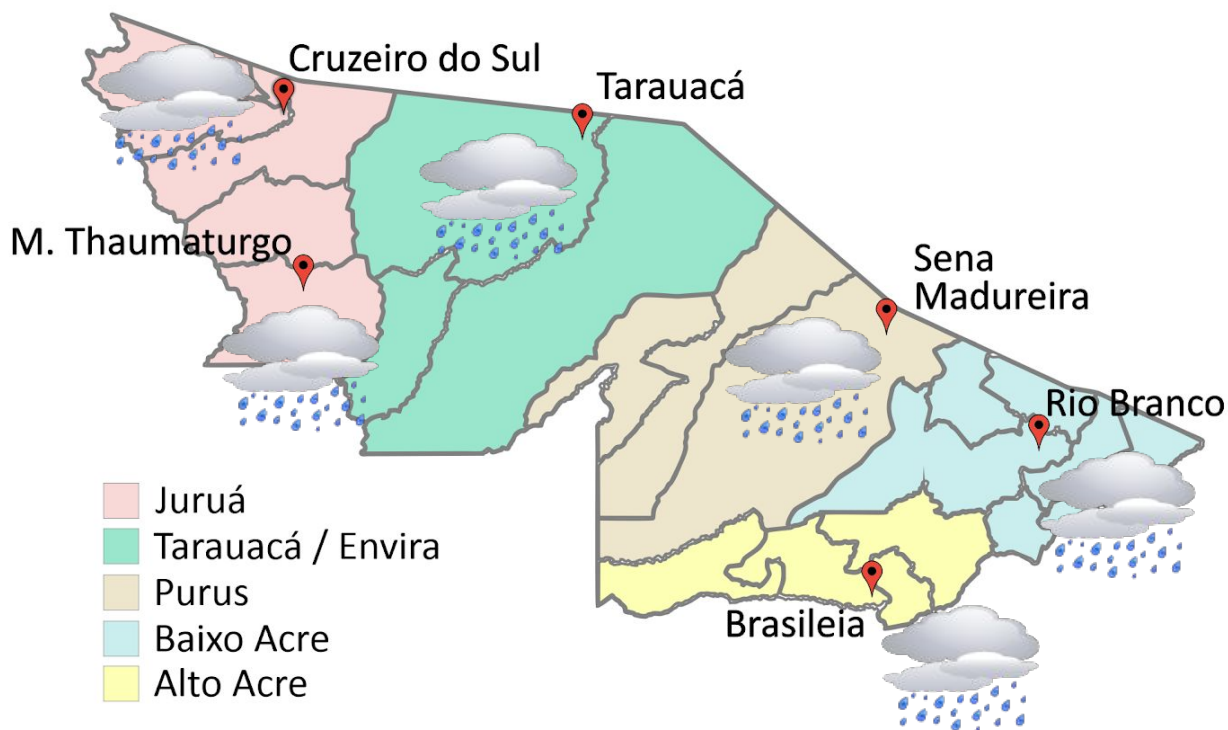 Cruzeiro do Sul
Tarauacá
M. Thaumaturgo
Sena
Madureira
Rio Branco
Brasileia
Juruá
Tarauacá / Envira
Purus
Baixo Acre
Alto Acre